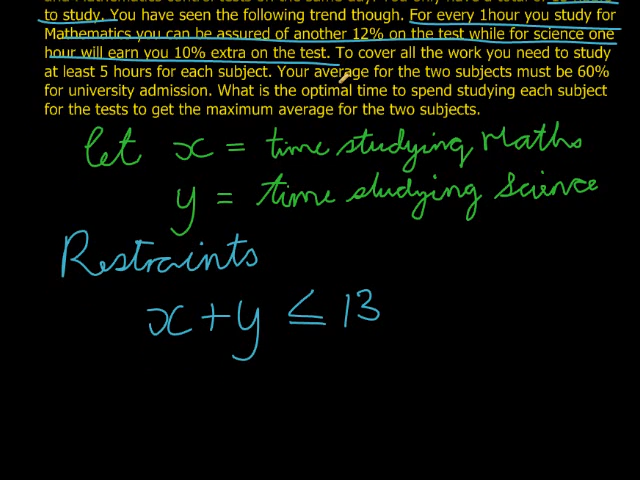 to study. You have seen the following trend though. For every 1hour you study for
Mathematics you can be assured of another 12% on the test while for science one
hour will earn you 10% extra on the test. To cover all the work you need to study
at least 5 hours for each subject. Your average for the two subjects must be 60%
for university admission. What is the optimal time to spend studying each subject
for the tests to get the maximum average for the two subjects.
let x = time studying Maths
y = time studying Science
Restraints
x + y ≤ 13